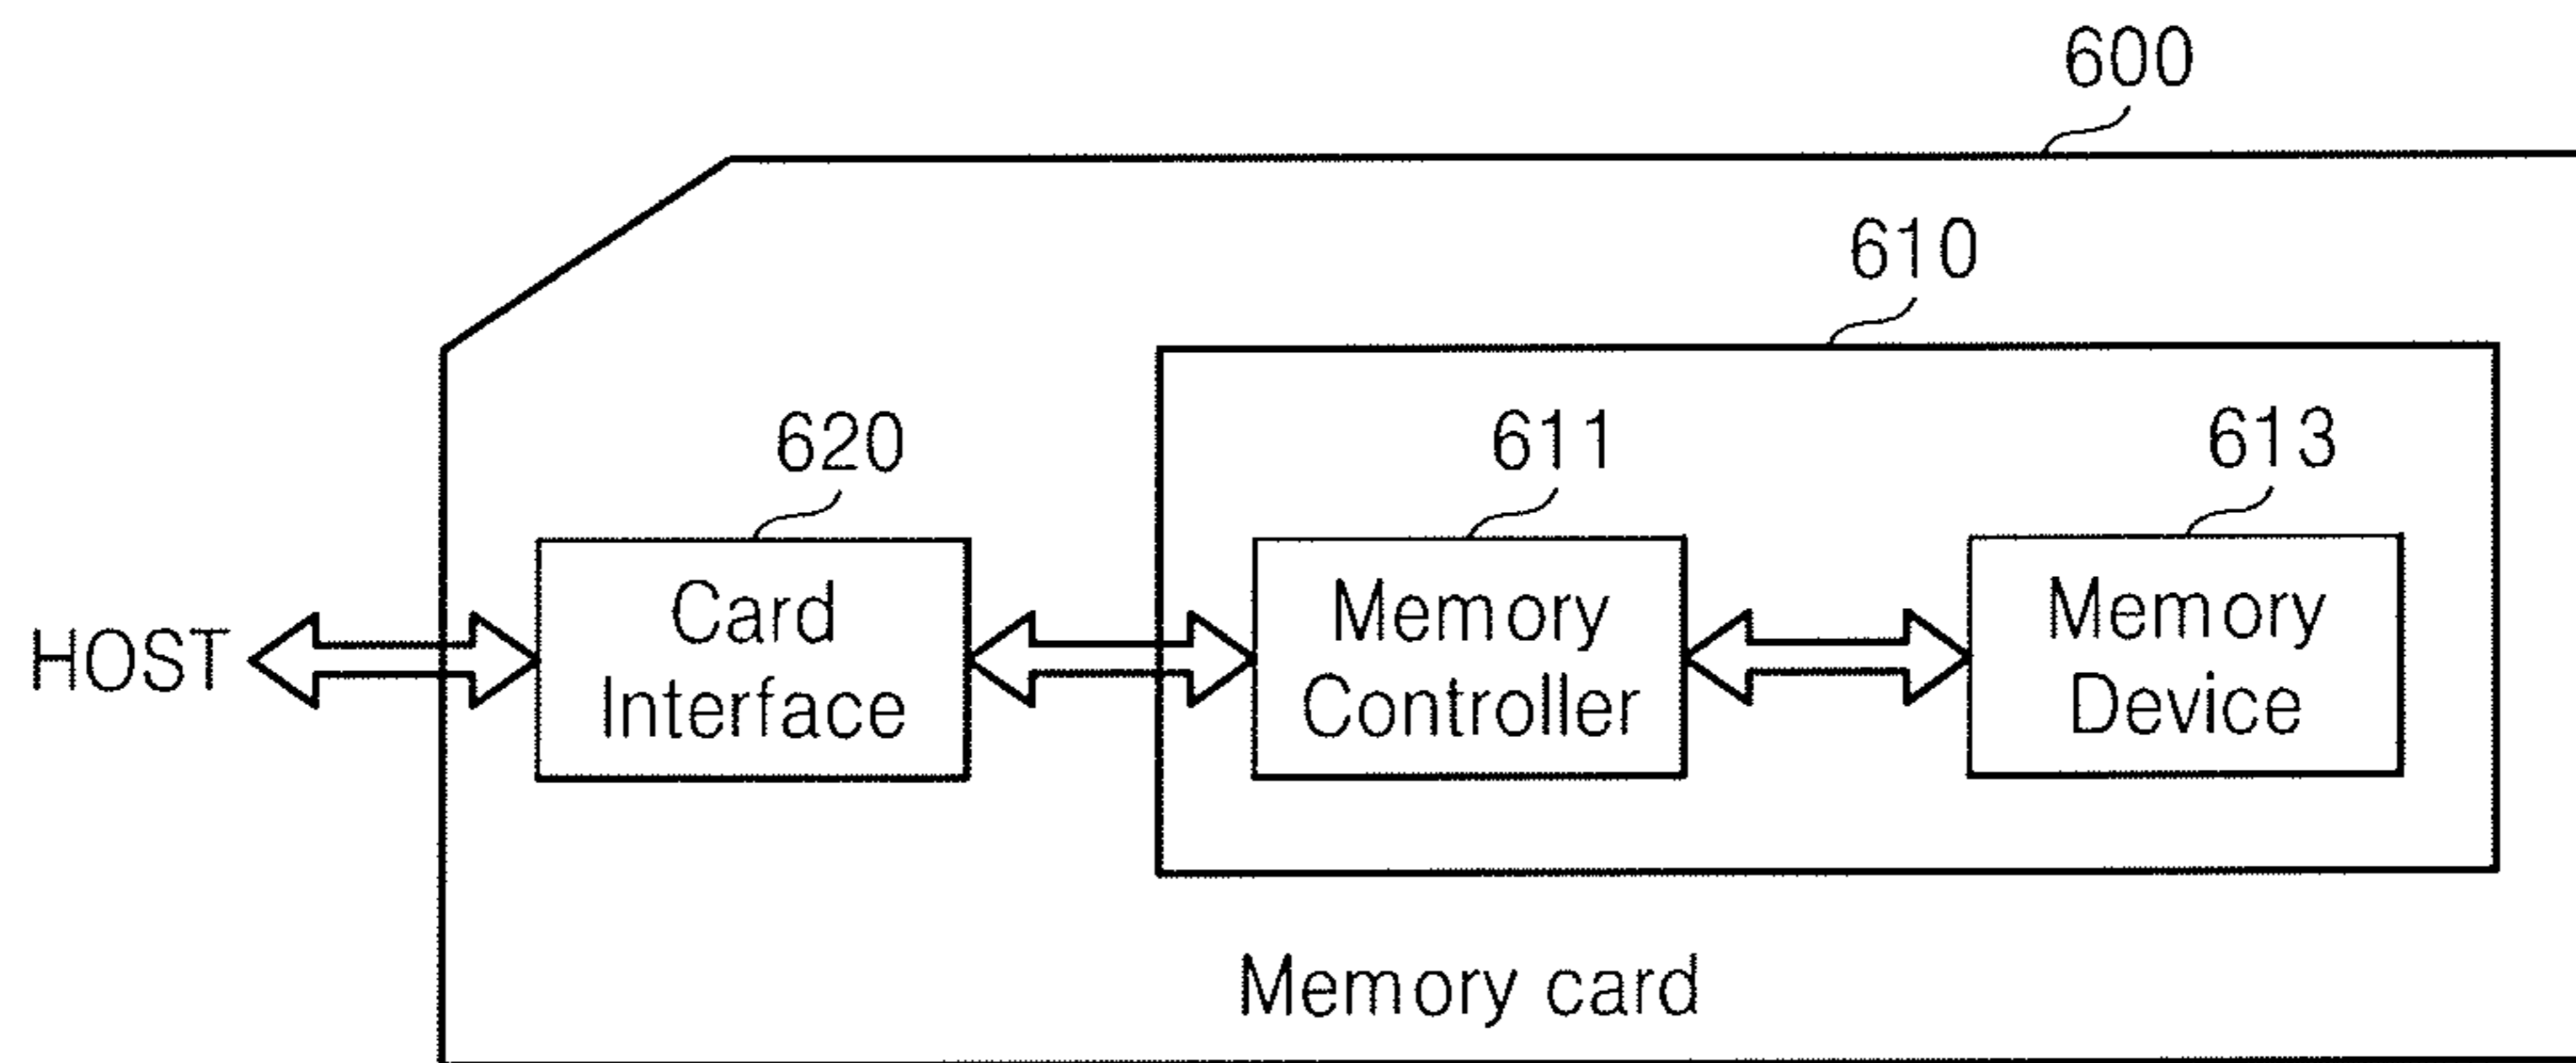 600
610
620
611
613
HOST
Card
Interface
Memory
Controller
Memory
Device
Memory card